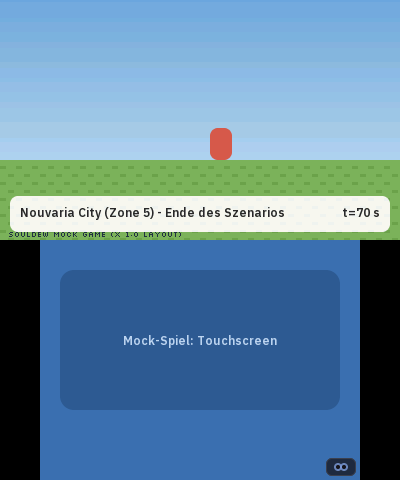 Nouvaria City (Zone 5) - Ende des Szenarios t=70 s
SOULDEW MOCK GAME (X 1.0 LAYOUT)
Mock-Spiel: Touchscreen